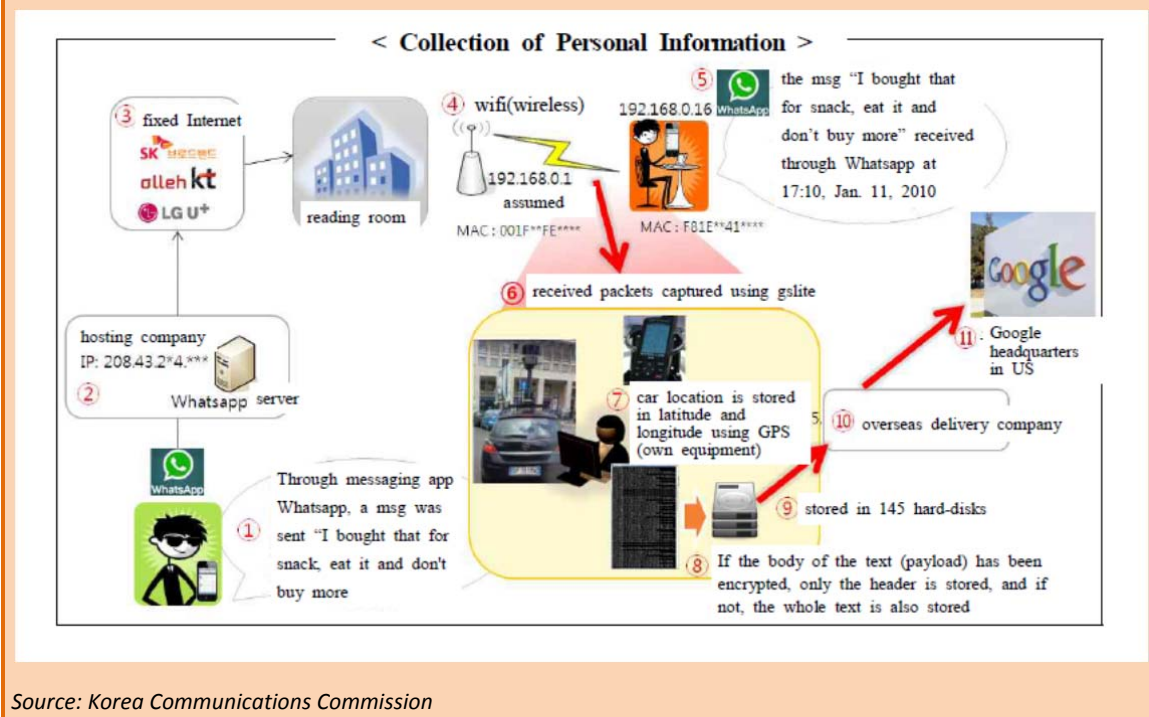 < Collection of Personal Information >
③ fixed Internet
SK 브로드밴드
olleh kt
LG U+
reading room
④ wifi(wireless)
192.168.0.1
assumed
MAC : 001F**FE****
⑤
192.168.0.16
WhatsApp
MAC : F81E**41****
the msg “I bought that
for snack, eat it and
don’t buy more” received
through Whatsapp at
17:10, Jan. 11, 2010
⑥ received packets captured using gslite
hosting company
IP: 208.43.2*4.***
②
Whatsapp server
WhatsApp
①
Through messaging app
Whatsapp, a msg was
sent “I bought that for
snack, eat it and don't
buy more
⑦ car location is stored
in latitude and
longitude using GPS
(own equipment)
⑧ If the body of the text (payload) has been
encrypted, only the header is stored, and if
not, the whole text is also stored
⑨ stored in 145 hard-disks
5,
⑩ overseas delivery company
Google
⑪ : Google
headquarters
in US
Source: Korea Communications Commission